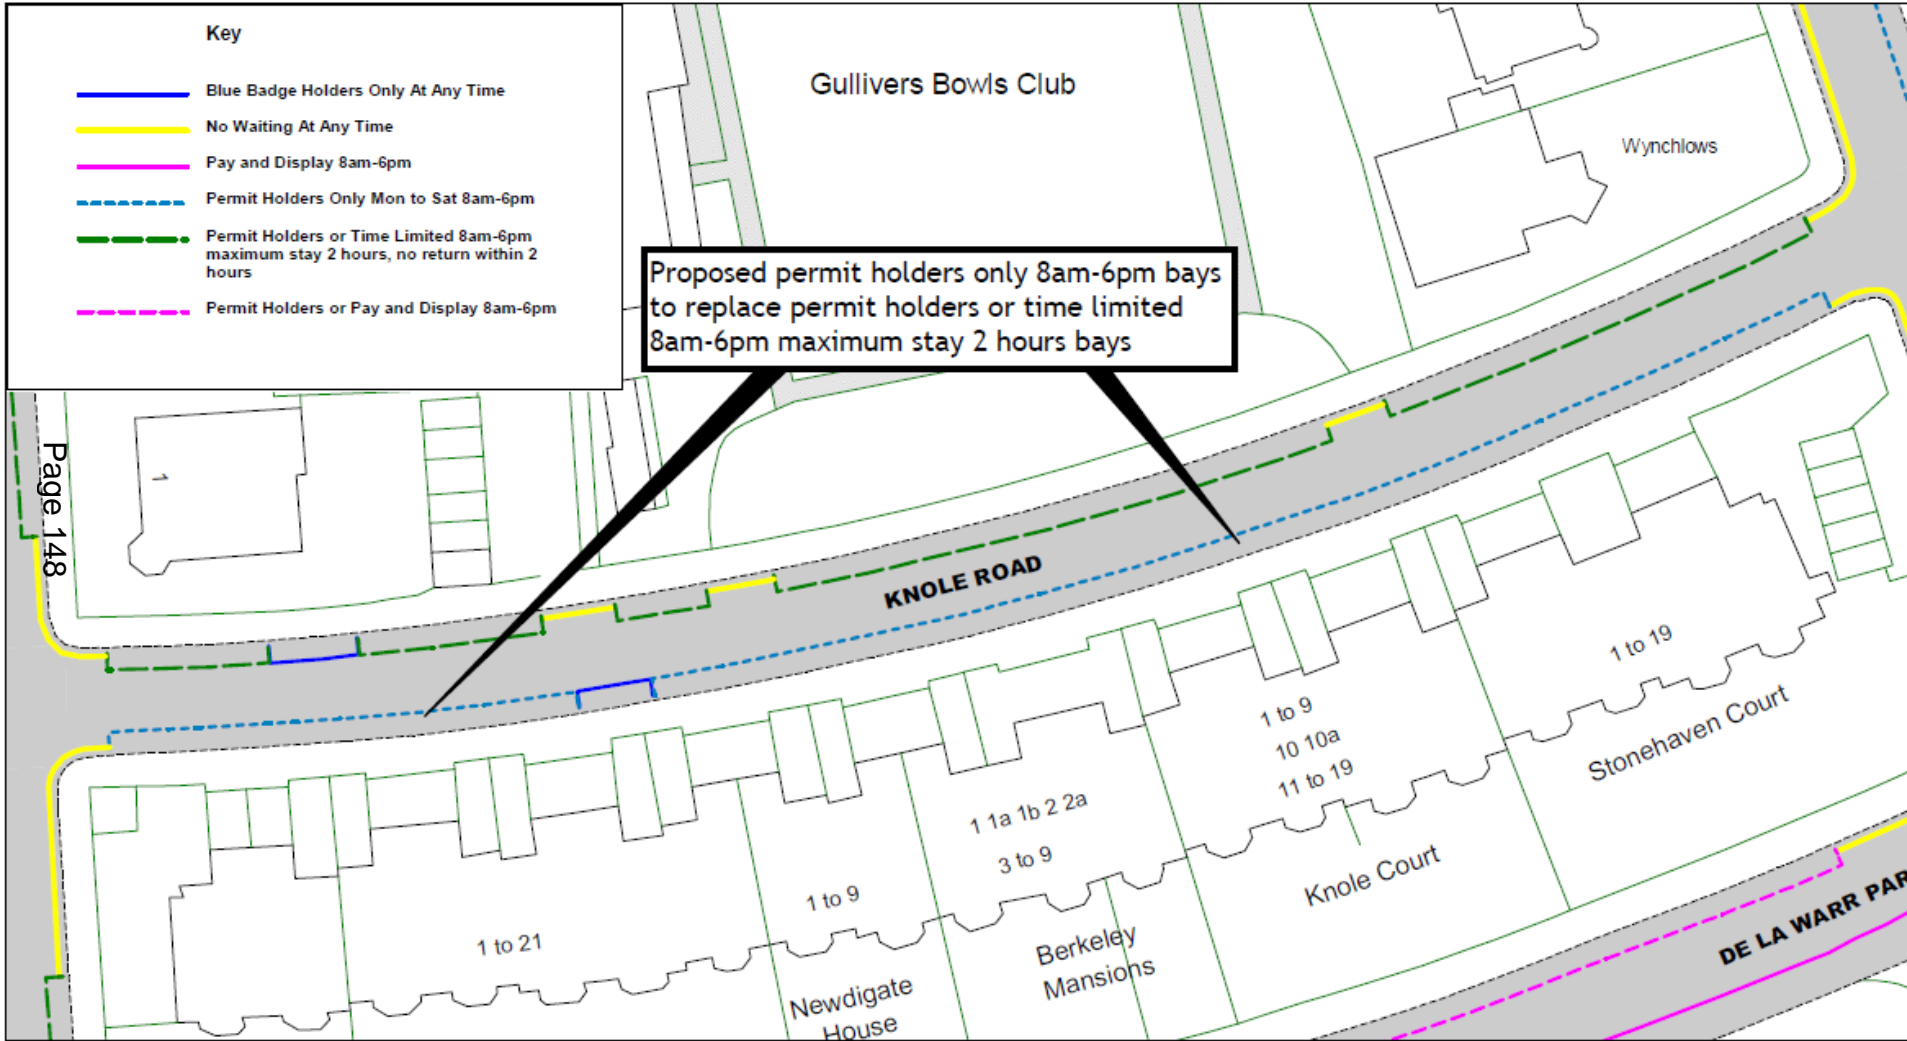 Key
Blue Badge Holders Only At Any Time
No Waiting At Any Time
Pay and Display 8am-6pm
Permit Holders Only Mon to Sat 8am-6pm
Permit Holders or Time Limited 8am-6pm
maximum stay 2 hours, no return within 2
hours
Permit Holders or Pay and Display 8am-6pm
Gullivers Bowls Club
Wynchlows
Proposed permit holders only 8am-6pm bays
to replace permit holders or time limited
8am-6pm maximum stay 2 hours bays
Page 148
1
KNOLE ROAD
1 to 19
Stonehaven Court
1 to 9
10 10a
11 to 19
Knole Court
1 1a 1b 2 2a
3 to 9
Berkeley
Mansions
1 to 9
Newdigate
House
1 to 21
DE LA WARR PAR